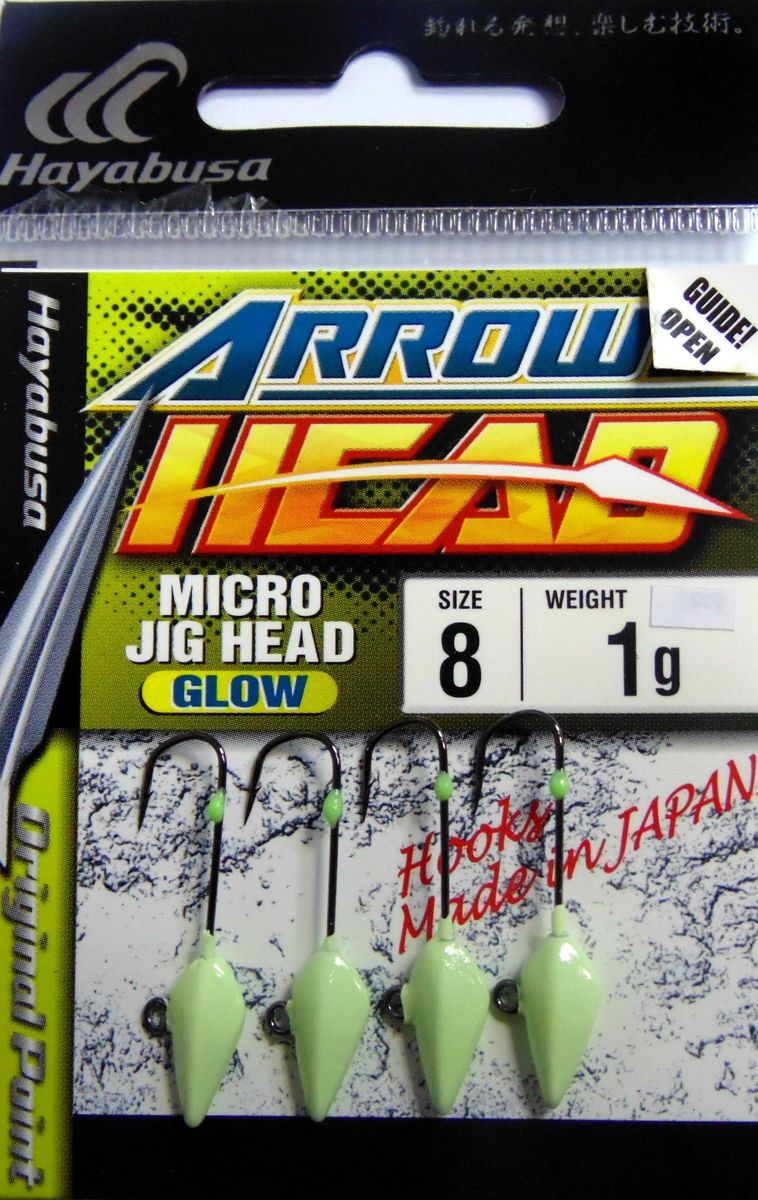 釣れる発想、楽しむ技術。
Hayabusa
Hayabusa
ARROW
HEAD
GUIDE!
OPEN
MICRO
JIG HEAD
GLOW
SIZE
8
WEIGHT
1g
Hooks
Made in JAPAN
Original Point